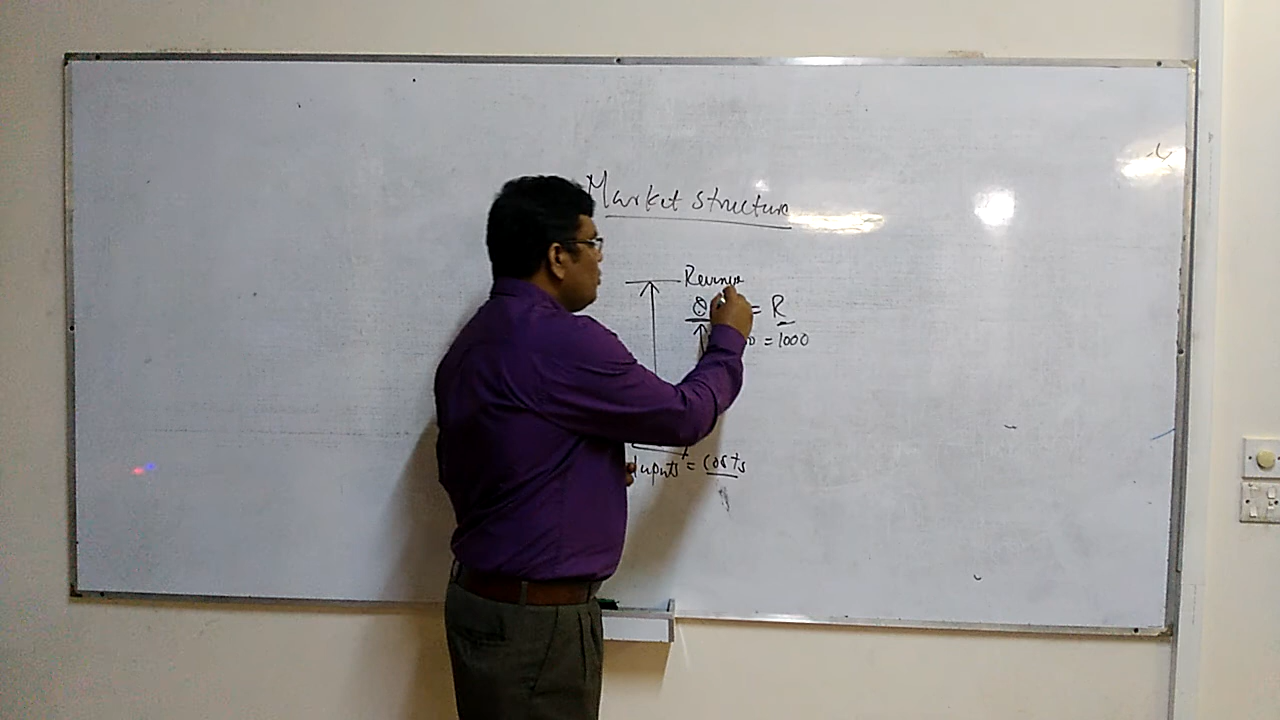 Market structure
Revenue
Q = R
= 1000
Inputs = Costs